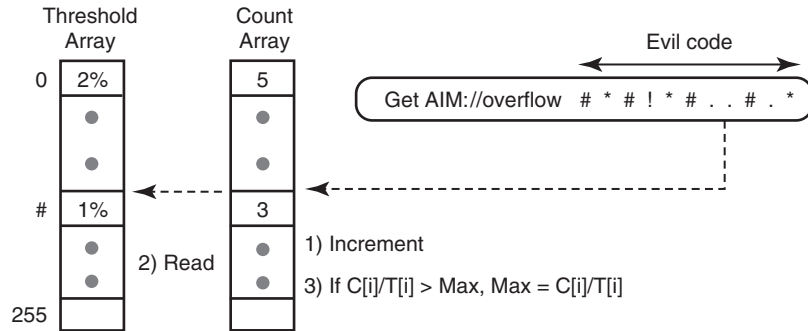 Threshold
Array
Count
Array
Evil code
0
2%
5
Get AIM://overflow # * # ! * # . . # . *
#
1%
3
1) Increment
2) Read
3) If C[i]/T[i] > Max, Max = C[i]/T[i]
255